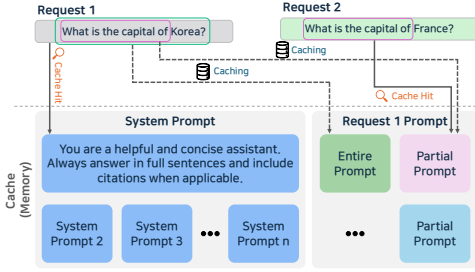 Request 1
Request 2
What is the capital of Korea?
What is the capital of France?
Caching
Cache Hit
Caching
Cache Hit
System Prompt
Request 1 Prompt
Cache
(Memory)
You are a helpful and concise assistant.
Always answer in full sentences and include
citations when applicable.
Entire
Prompt
Partial
Prompt
System
Prompt 2
System
Prompt 3
System
Prompt n
Partial
Prompt